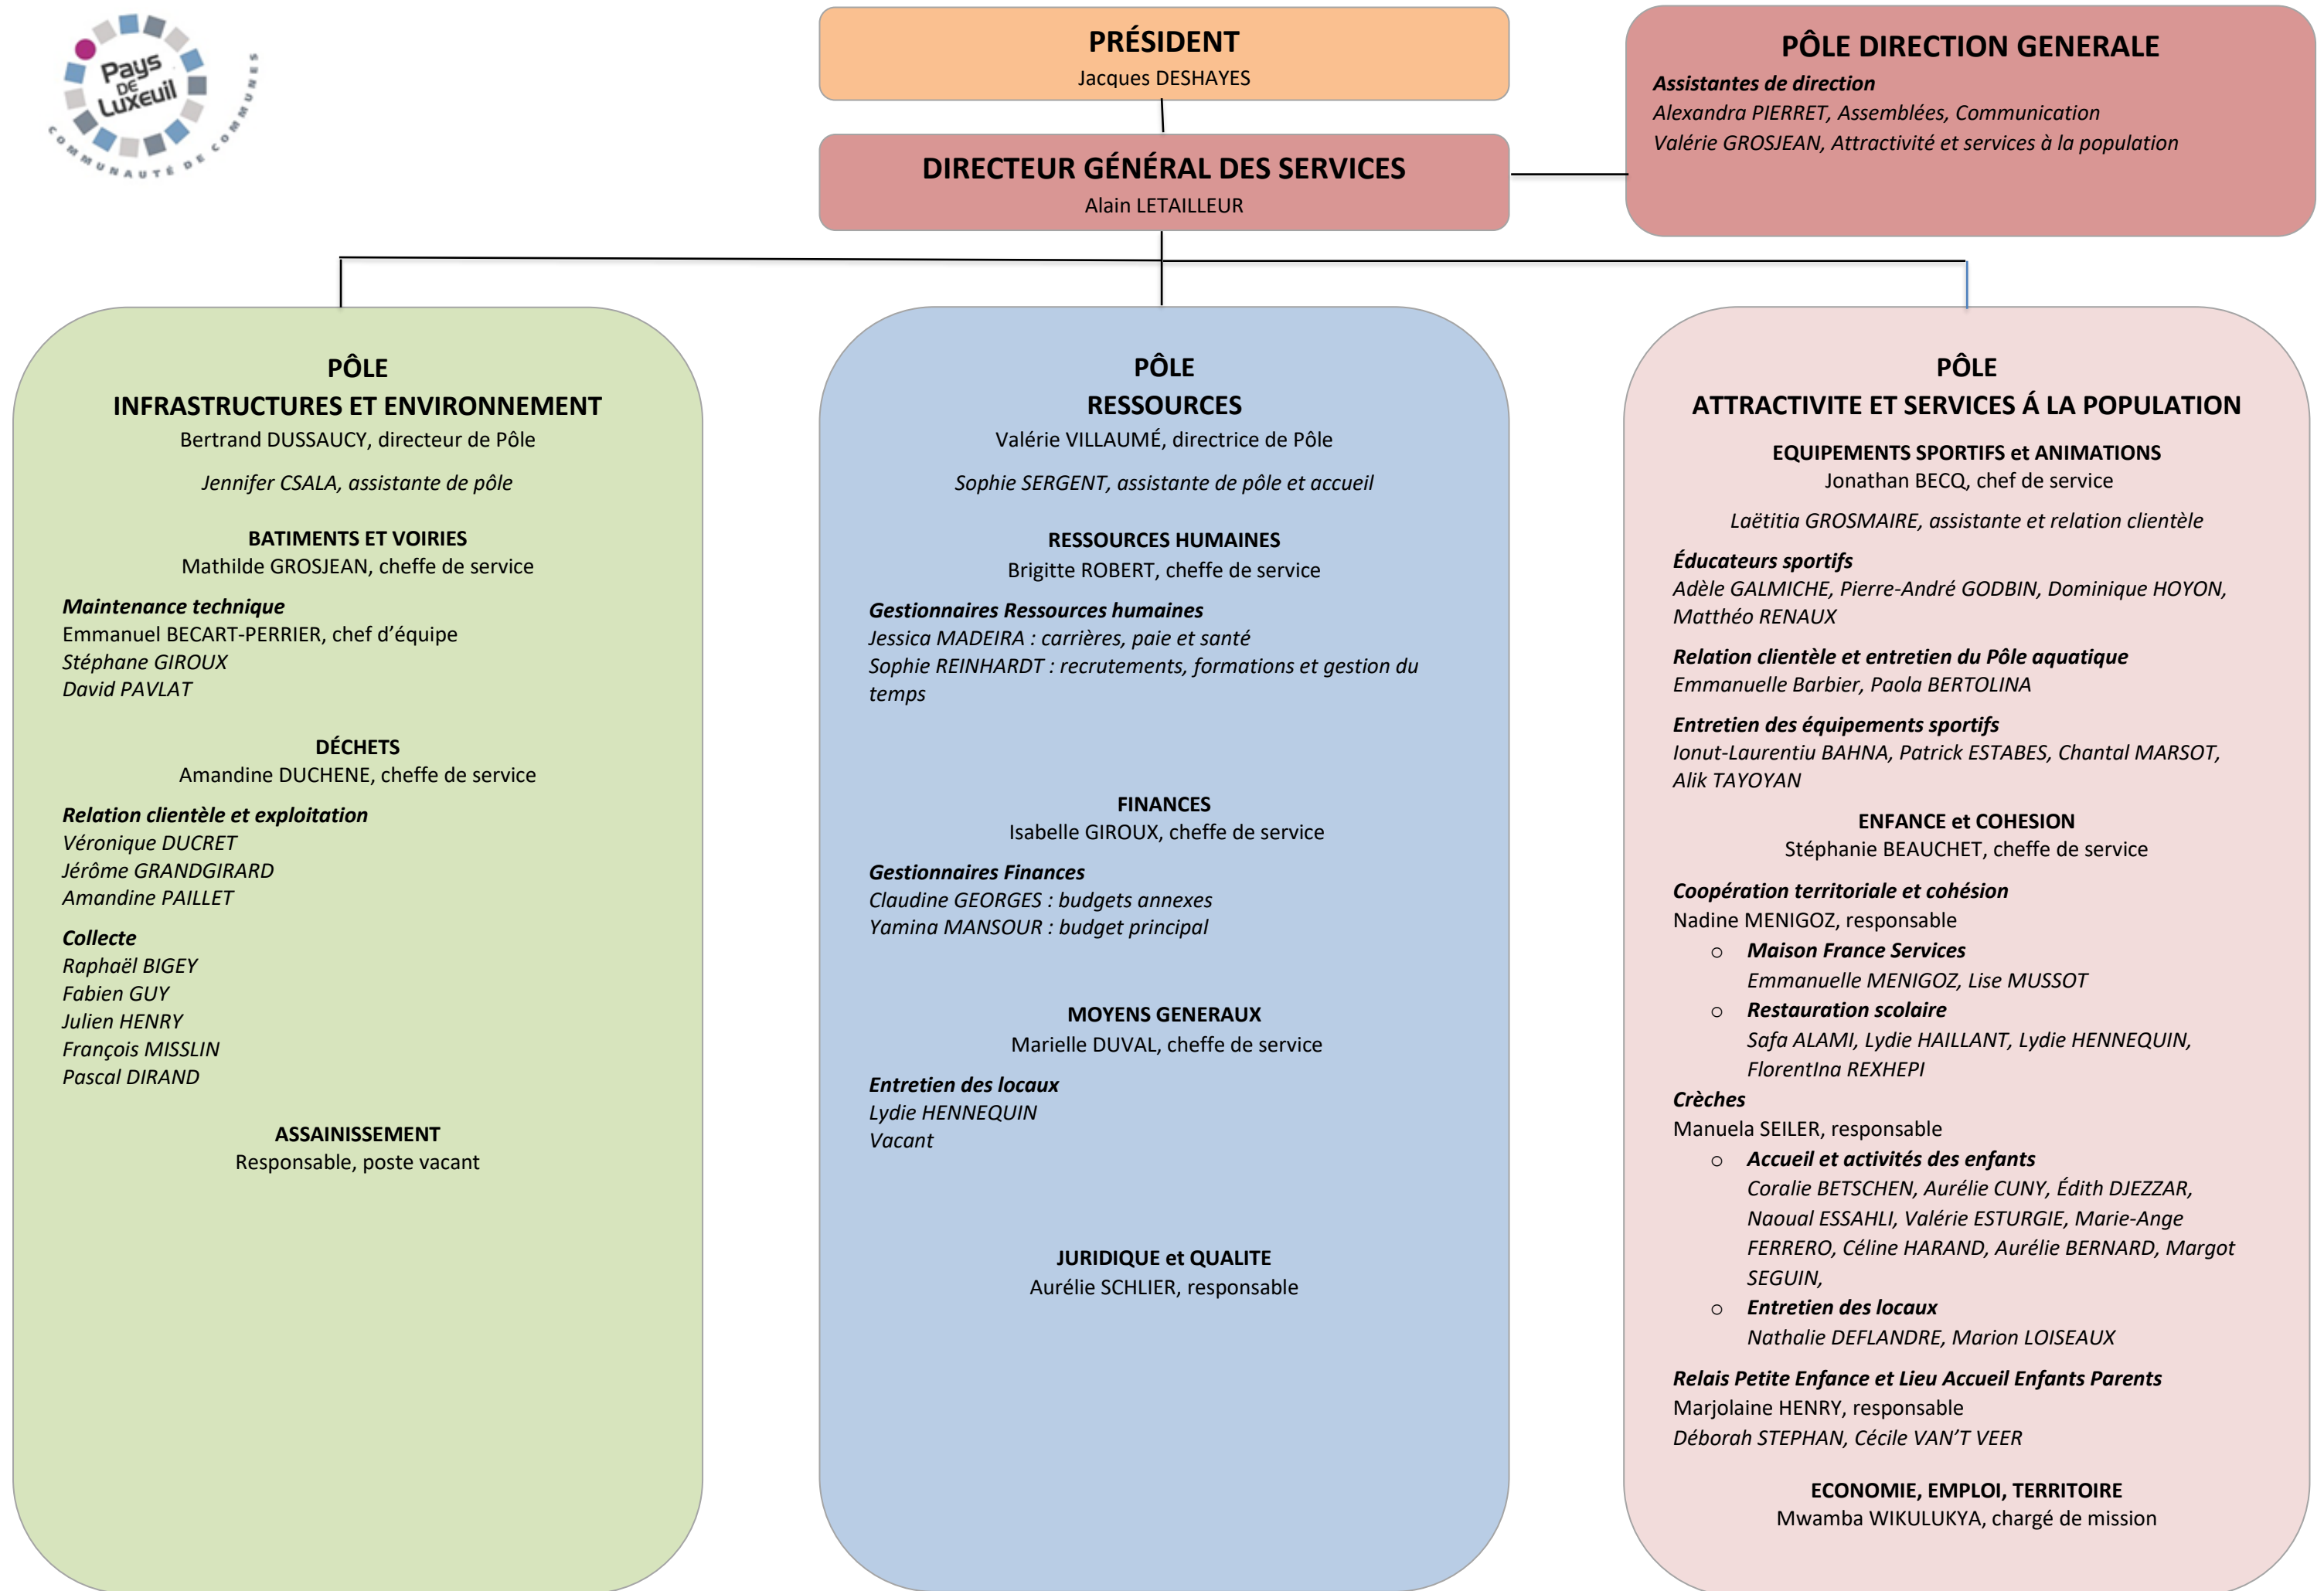 Pays
DE
Luxeuil
COMMUNAUTÉ DE COMMUNES
PRÉSIDENT
Jacques DESHAYES
DIRECTEUR GÉNÉRAL DES SERVICES
Alain LETAILLEUR
PÔLE DIRECTION GENERALE
Assistantes de direction
Alexandra PIERRET, Assemblées, Communication
Valérie GROSJEAN, Attractivité et services à la population
PÔLE
INFRASTRUCTURES ET ENVIRONNEMENT
Bertrand DUSSAUCY, directeur de Pôle
Jennifer CSALA, assistante de pôle
BATIMENTS ET VOIRIES
Mathilde GROSJEAN, cheffe de service
Maintenance technique
Emmanuel BECART-PERRIER, chef d’équipe
Stéphane GIROUX
David PAVLAT
DÉCHETS
Amandine DUCHENE, cheffe de service
Relation clientèle et exploitation
Véronique DUCRET
Jérôme GRANDGIRARD
Amandine PAILLET
Collecte
Raphaël BIGEY
Fabien GUY
Julien HENRY
François MISSLIN
Pascal DIRAND
ASSAINISSEMENT
Responsable, poste vacant
PÔLE
RESSOURCES
Valérie VILLAUMÉ, directrice de Pôle
Sophie SERGENT, assistante de pôle et accueil
RESSOURCES HUMAINES
Brigitte ROBERT, cheffe de service
Gestionnaires Ressources humaines
Jessica MADEIRA : carrières, paie et santé
Sophie REINHARDT : recrutements, formations et gestion du
temps
FINANCES
Isabelle GIROUX, cheffe de service
Gestionnaires Finances
Claudine GEORGES : budgets annexes
Yamina MANSOUR : budget principal
MOYENS GENERAUX
Marielle DUVAL, cheffe de service
Entretien des locaux
Lydie HENNEQUIN
Vacant
JURIDIQUE et QUALITE
Aurélie SCHLIER, responsable
PÔLE
ATTRACTIVITE ET SERVICES Á LA POPULATION
EQUIPEMENTS SPORTIFS et ANIMATIONS
Jonathan BECQ, chef de service
Laëtitia GROSMAIRE, assistante et relation clientèle
Éducateurs sportifs
Adèle GALMICHE, Pierre-André GODBIN, Dominique HOYON,
Matthéo RENAUX
Relation clientèle et entretien du Pôle aquatique
Emmanuelle Barbier, Paola BERTOLINA
Entretien des équipements sportifs
Ionut-Laurentiu BAHNA, Patrick ESTABES, Chantal MARSOT,
Alik TAYOYAN
ENFANCE et COHESION
Stéphanie BEAUCHET, cheffe de service
Coopération territoriale et cohésion
Nadine MENIGOZ, responsable
o Maison France Services
Emmanuelle MENIGOZ, Lise MUSSOT
o Restauration scolaire
Safa ALAMI, Lydie HAILLANT, Lydie HENNEQUIN,
FlorentIna REXHEPI
Crèches
Manuela SEILER, responsable
o Accueil et activités des enfants
Coralie BETSCHEN, Aurélie CUNY, Édith DJEZZAR,
Naoual ESSAHLI, Valérie ESTURGIE, Marie-Ange
FERRERO, Céline HARAND, Aurélie BERNARD, Margot
SEGUIN,
o Entretien des locaux
Nathalie DEFLANDRE, Marion LOISEAUX
Relais Petite Enfance et Lieu Accueil Enfants Parents
Marjolaine HENRY, responsable
Déborah STEPHAN, Cécile VAN’T VEER
ECONOMIE, EMPLOI, TERRITOIRE
Mwamba WIKULUKYA, chargé de mission